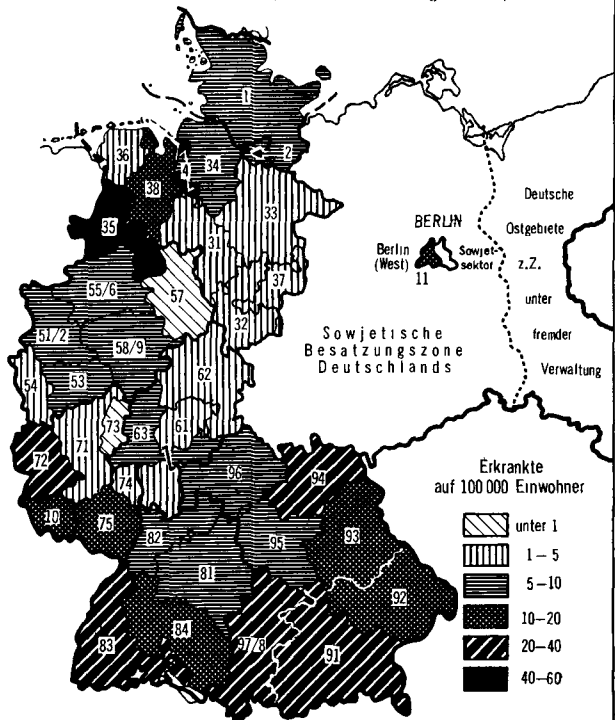 1
2
4
34
36
38
33
35
31
37
55/6
57
32
51/2
58/9
54
53
62
73
63
61
71
72
74
96
94
10
75
82
95
93
81
92
84
83
97/8
91
BERLIN
Berlin
(West)
11
Sowjet-
sektor
Deutsche
Ostgebiete
z.Z.
unter
fremder
Verwaltung
Sowjetische
Besatzungszone
Deutschlands
Erkrankte
auf 100 000 Einwohner
unter 1
1–5
5–10
10–20
20–40
40–60